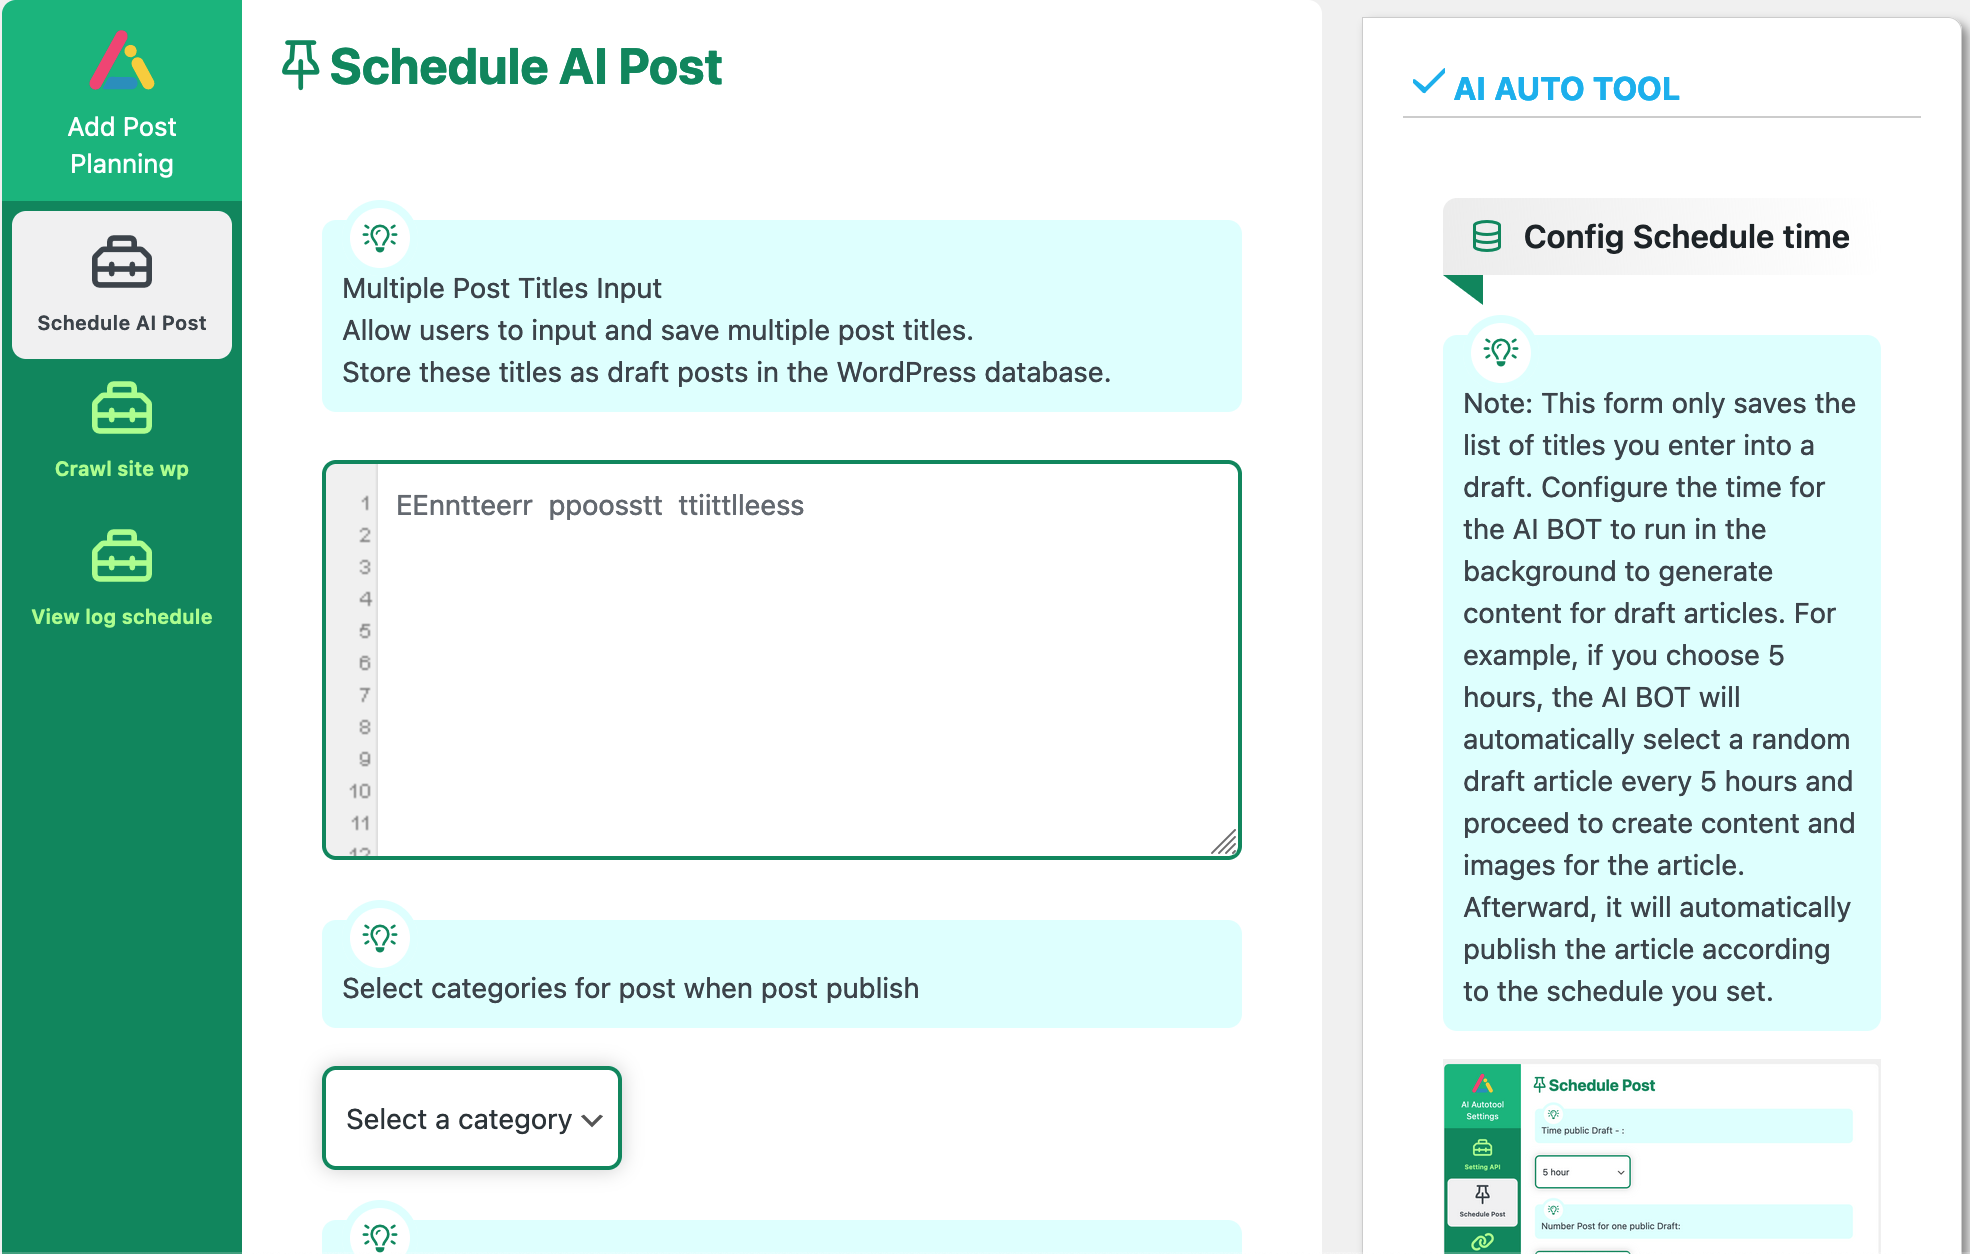 Add Post
Planning
Schedule AI Post
Crawl site wp
View log schedule
Schedule AI Post
Multiple Post Titles Input
Allow users to input and save multiple post titles.
Store these titles as draft posts in the WordPress database.
1
2
3
4
5
6
7
8
9
10
11
12
EEnntteerr ppoosstt ttiittlleess
Select categories for post when post publish
Select a category
AI AUTO TOOL
Config Schedule time
Note: This form only saves the
list of titles you enter into a
draft. Configure the time for
the AI BOT to run in the
background to generate
content for draft articles. For
example, if you choose 5
hours, the AI BOT will
automatically select a random
draft article every 5 hours and
proceed to create content and
images for the article.
Afterward, it will automatically
publish the article according
to the schedule you set.
AI Autotool
Settings
Setting API
Schedule Post
Schedule Post
Time public Draft - :
5 hour
Number Post for one public Draft: